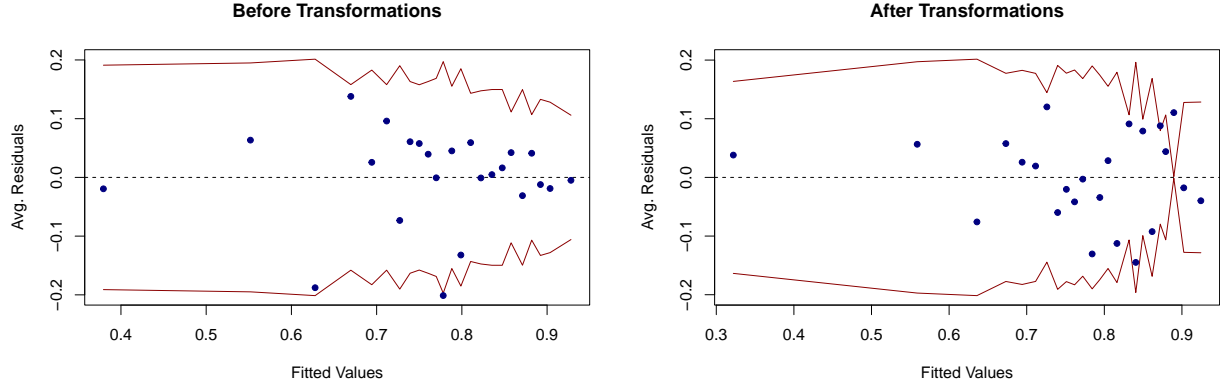 Before Transformations
Avg. Residuals
0.2
0.1
0.0
−0.1
−0.2
0.4 0.5 0.6 0.7 0.8 0.9
Fitted Values
After Transformations
Avg. Residuals
0.2
0.1
0.0
−0.1
−0.2
0.3 0.4 0.5 0.6 0.7 0.8 0.9
Fitted Values